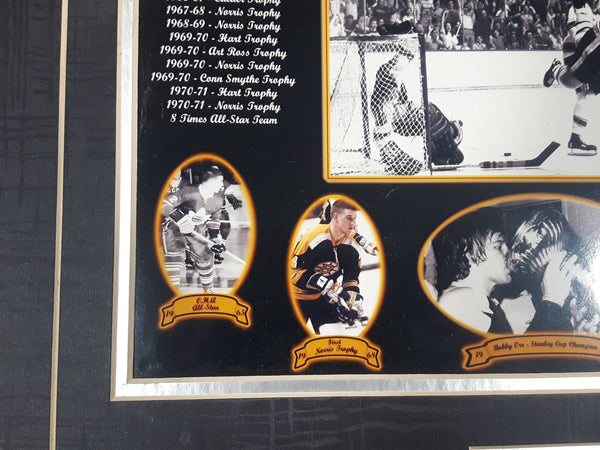 1967-68 - Norris Trophy
1968-69 - Norris Trophy
1969-70 - Hart Trophy
1969-70 - Art Ross Trophy
1969-70 - Norris Trophy
1969-70 - Conn Smythe Trophy
1970-71 - Hart Trophy
1970-71 - Norris Trophy
8 Times All-Star Team
O.H.A
All-Star
19 65
First
Norris Trophy
19 68
19 Bobby Orr - Stanley Cup Champion